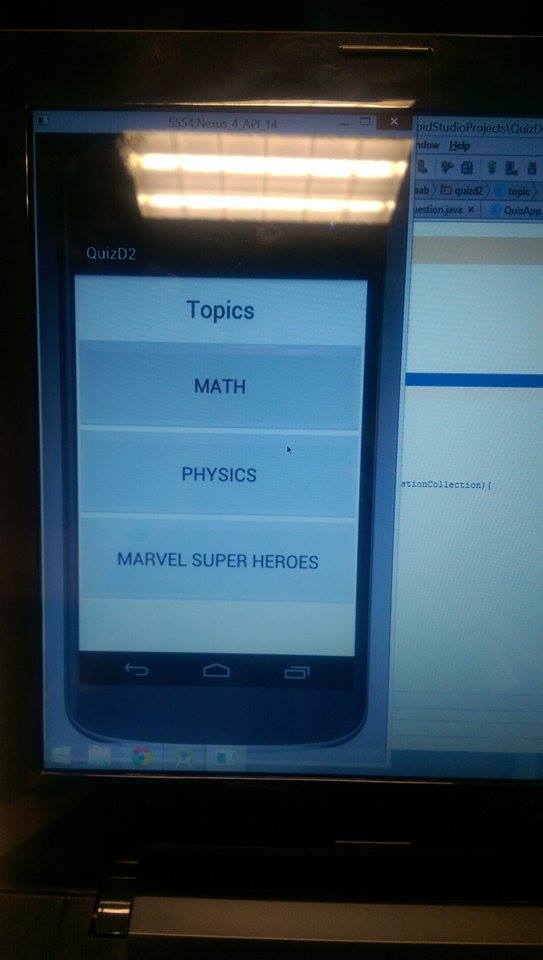 5554:Nexus_4_API_14
oidStudioProjects\QuizD
ndow Help
aab quizd2 topic
uestion.java QuizApp
QuizD2
Topics
MATH
PHYSICS
stionCollection){
MARVEL SUPER HEROES